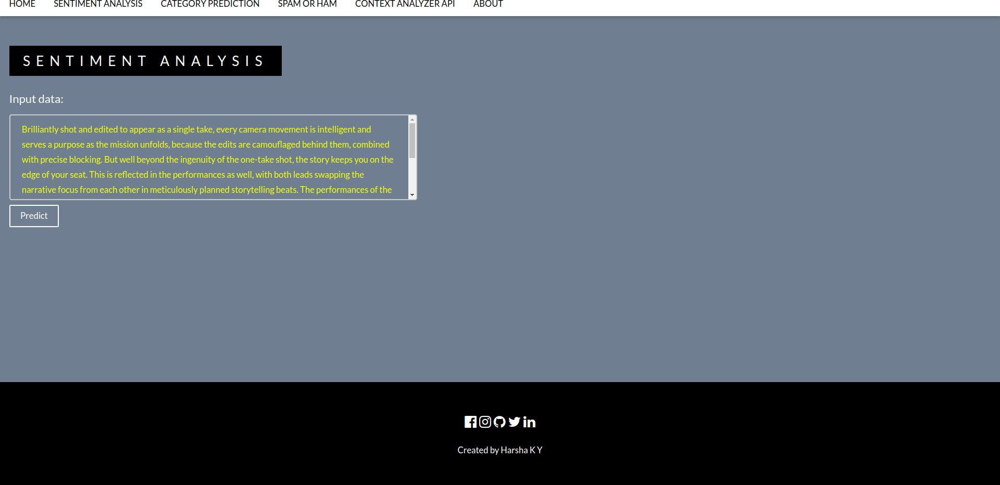 HOME SENTIMENT ANALYSIS CATEGORY PREDICTION SPAM OR HAM CONTEXT ANALYZER API ABOUT
SENTIMENT ANALYSIS
Input data:
Brilliantly shot and edited to appear as a single take, every camera movement is intelligent and
serves a purpose as the mission unfolds, because the edits are camouflaged behind them, combined
with precise blocking. But well beyond the ingenuity of the one-take shot, the story keeps you on the
edge of your seat. This is reflected in the performances as well, with both leads swapping the
narrative focus from each other in meticulously planned storytelling beats. The performances of the
Predict
Created by Harsha K Y